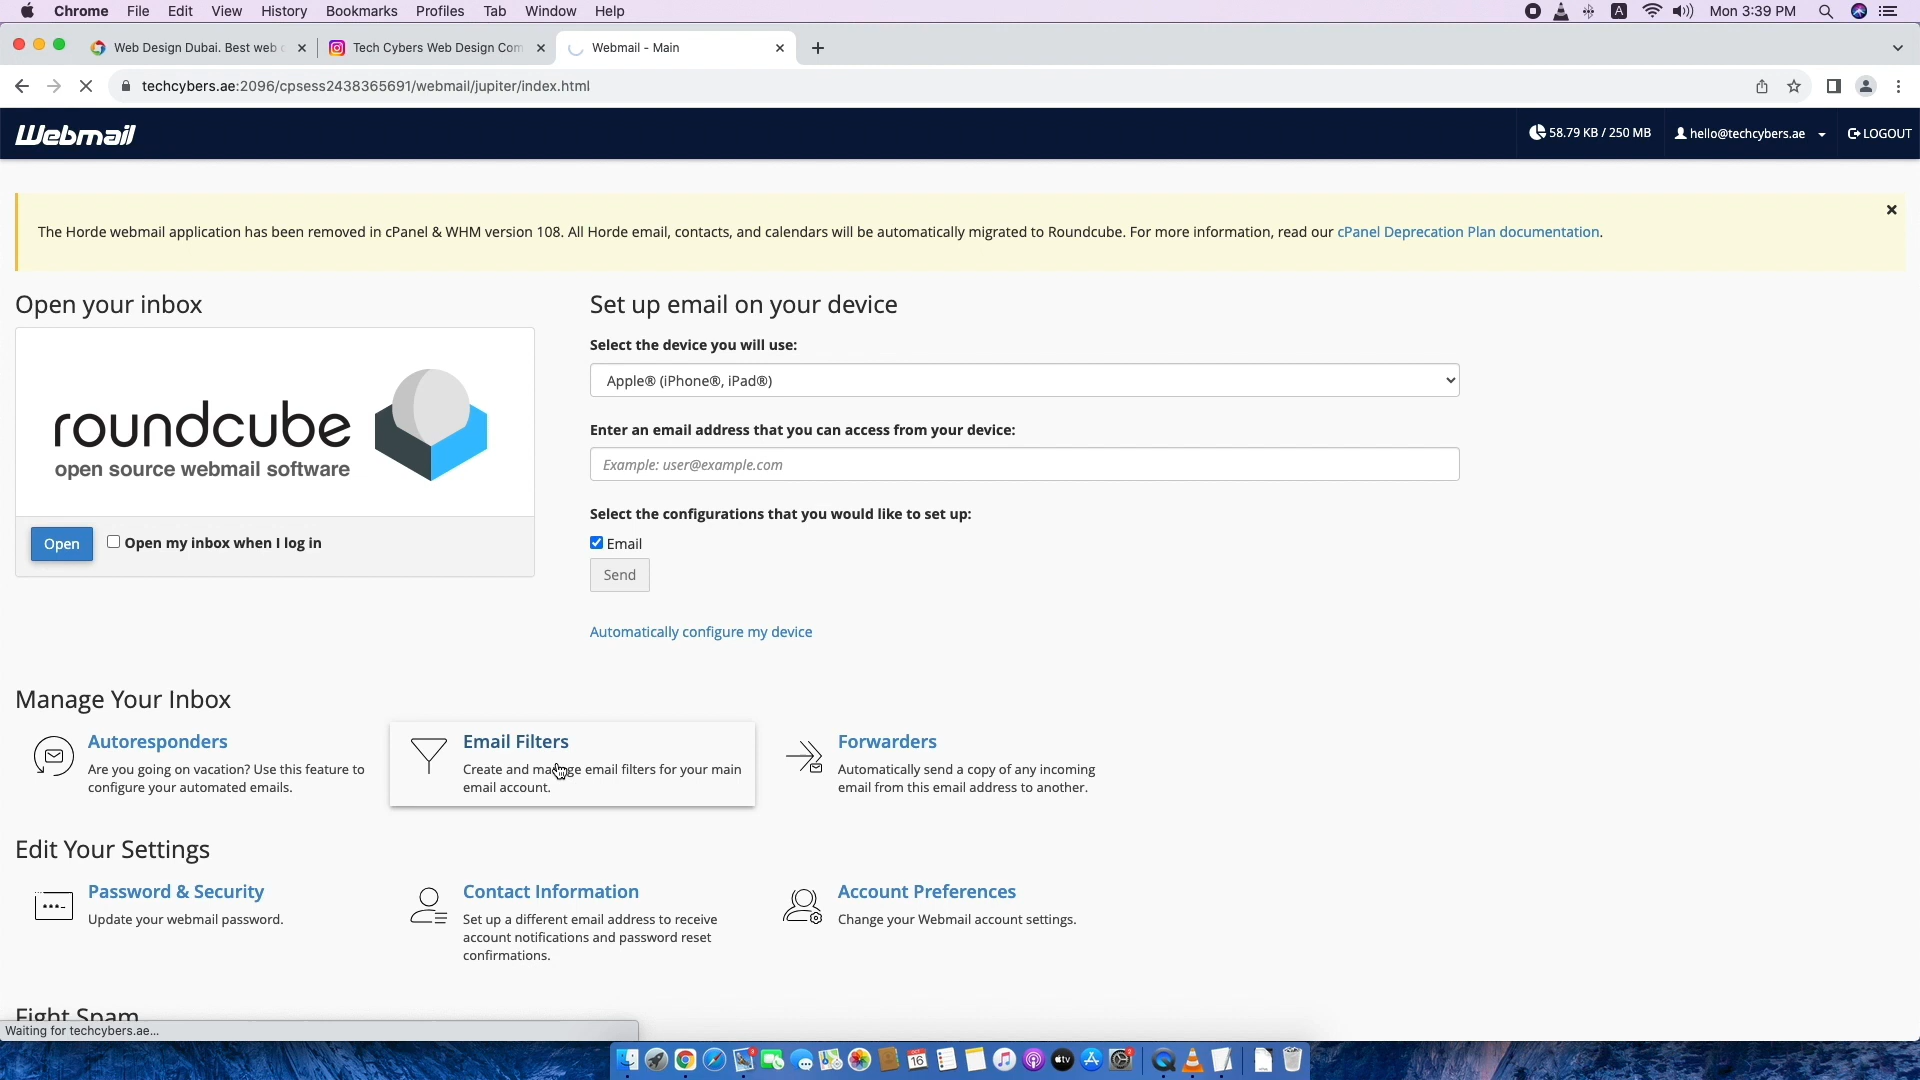 Chrome File Edit View History Bookmarks Profiles Tab Window Help
A Mon 3:39 PM
Web Design Dubai. Best web
Tech Cybers Web Design Com
Webmail - Main
techcybers.ae:2096/cpsess2438365691/webmail/jupiter/index.html
Webmail
58.79 KB / 250 MB
hello@techcybers.ae
LOGOUT
The Horde webmail application has been removed in cPanel & WHM version 108. All Horde email, contacts, and calendars will be automatically migrated to Roundcube. For more information, read our cPanel Deprecation Plan documentation.
Open your inbox
roundcube
open source webmail software
Open
Open my inbox when I log in
Set up email on your device
Select the device you will use:
Apple® (iPhone®, iPad®)
Enter an email address that you can access from your device:
Example: user@example.com
Select the configurations that you would like to set up:
Email
Send
Automatically configure my device
Manage Your Inbox
Autoresponders
Are you going on vacation? Use this feature to
configure your automated emails.
Email Filters
Create and manage email filters for your main
email account.
Forwarders
Automatically send a copy of any incoming
email from this email address to another.
Edit Your Settings
Password & Security
Update your webmail password.
Contact Information
Set up a different email address to receive
account notifications and password reset
confirmations.
Account Preferences
Change your Webmail account settings.
Fight Spam
Waiting for techcybers.ae...
16
tv